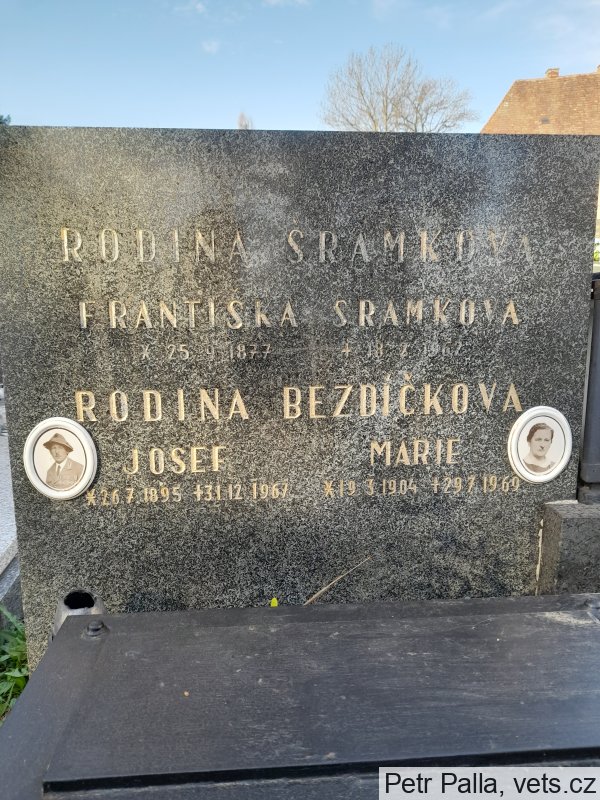 RODINA ŠRAMKOVA
FRANTIŠKA ŠRAMKOVÁ
* 25. 9. 1877 + 18. 2.
RODINA BEZDÍČKOVA
JOSEF MARIE
*26.7.1895 +31.12.1967 *19.3.1904 +29.7.1969
Petr Palla, vets.cz